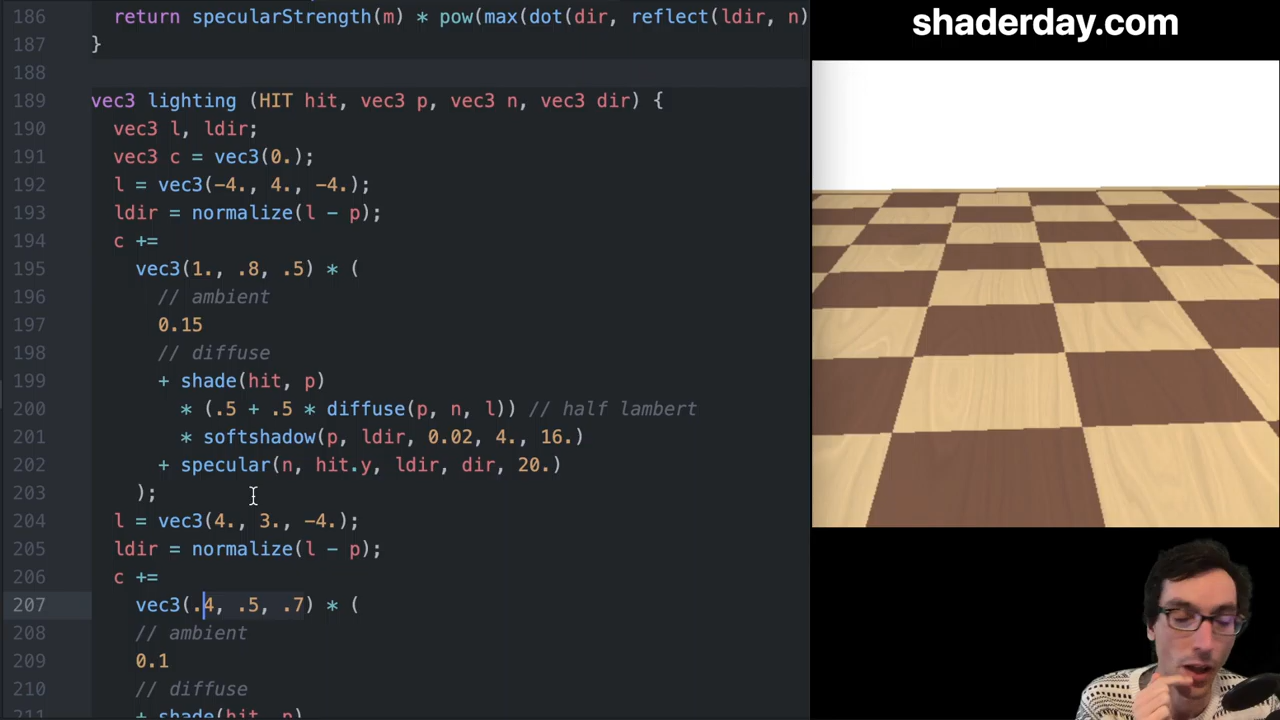 186 return specularStrength(m) * pow(max(dot(dir, reflect(ldir, n)
187 }
188
189 vec3 lighting (HIT hit, vec3 p, vec3 n, vec3 dir) {
190 vec3 l, ldir;
191 vec3 c = vec3(0.);
192 l = vec3(-4., 4., -4.);
193 ldir = normalize(l - p);
194 c +=
195 vec3(1., .8, .5) * (
196 // ambient
197 0.15
198 // diffuse
199 + shade(hit, p)
200 * (.5 + .5 * diffuse(p, n, l)) // half lambert
201 * softshadow(p, ldir, 0.02, 4., 16.)
202 + specular(n, hit.y, ldir, dir, 20.)
203 );
204 l = vec3(4., 3., -4.);
205 ldir = normalize(l - p);
206 c +=
207 vec3(.4, .5, .7) * (
208 // ambient
209 0.1
210 // diffuse
211 + shade(hit, p)
shaderday.com